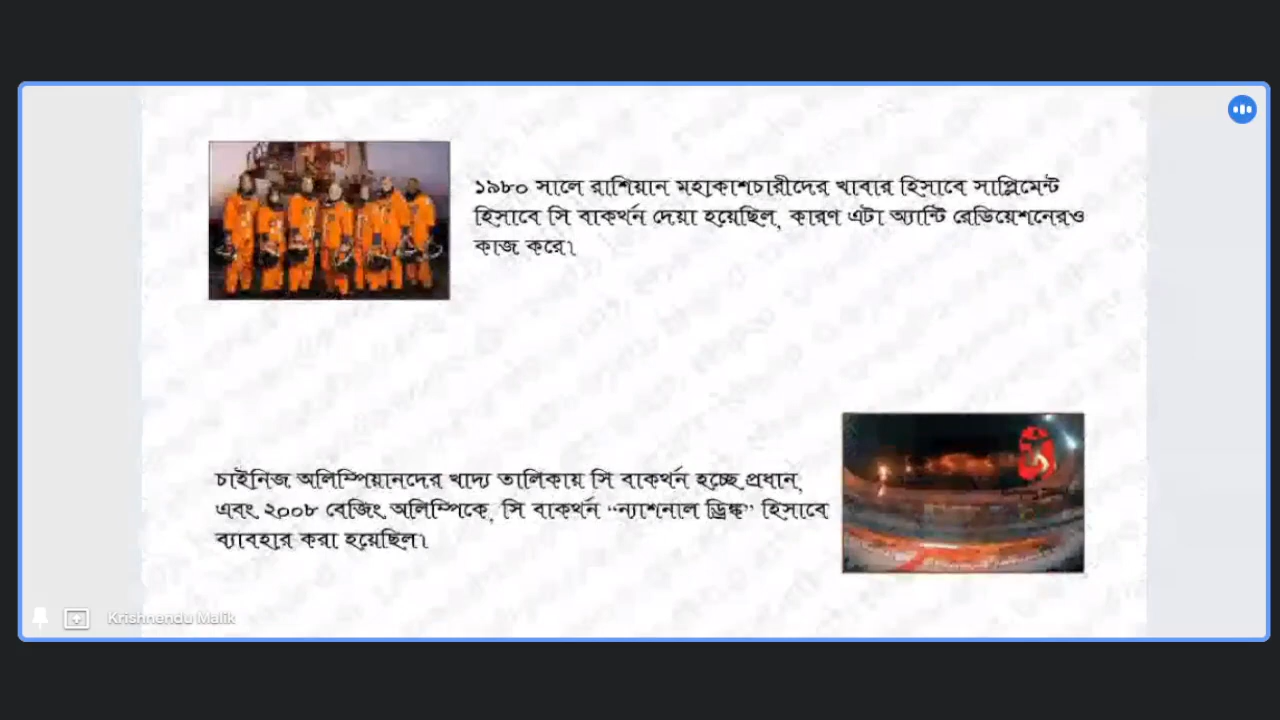 ১৯৮০ সালে রাশিয়ান মহাকাশচারীদের খাবার হিসাবে সাপ্লিমেন্ট
হিসাবে সি বাকথর্ন দেয়া হয়েছিল, কারণ এটা অ্যান্টি রেডিয়েশনেরও
কাজ করে।
চাইনিজ অলিম্পিয়ানদের খাদ্য তালিকায় সি বাকথর্ন হচ্ছে প্রধান,
এবং ২০০৮ বেজিং অলিম্পিকে, সি বাকথর্ন “ন্যাশনাল ড্রিঙ্ক” হিসাবে
ব্যাবহার করা হয়েছিল।
Krishnendu Malik